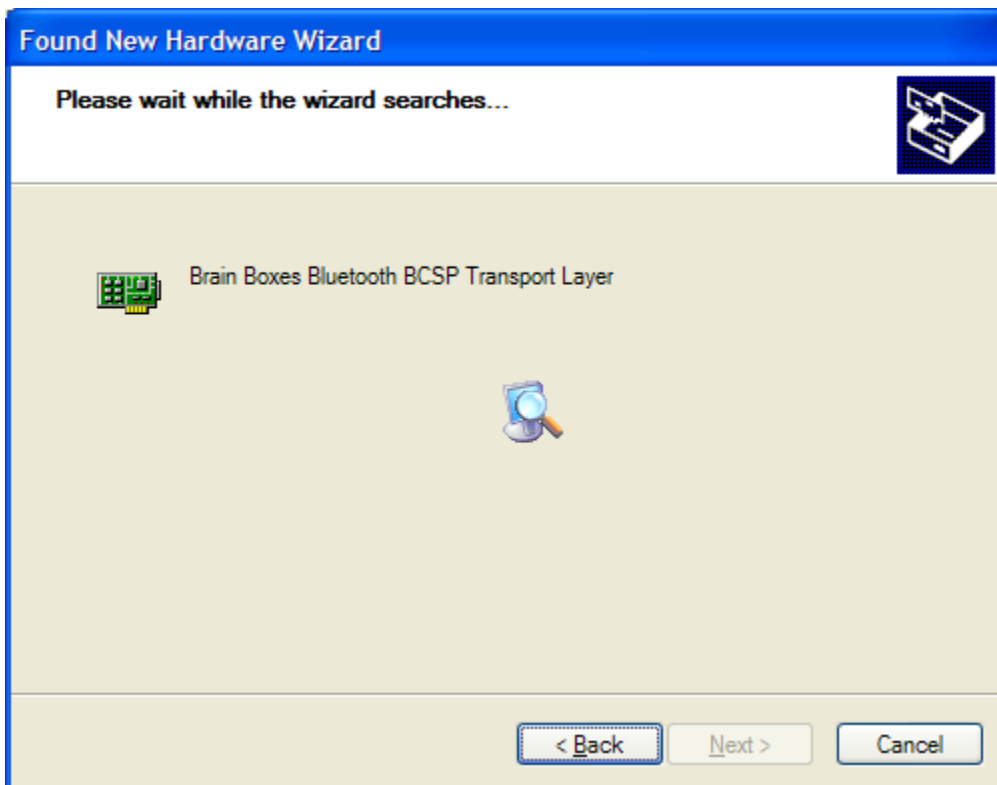 Found New Hardware Wizard
Please wait while the wizard searches...
Brain Boxes Bluetooth BCSP Transport Layer
< Back
Next >
Cancel